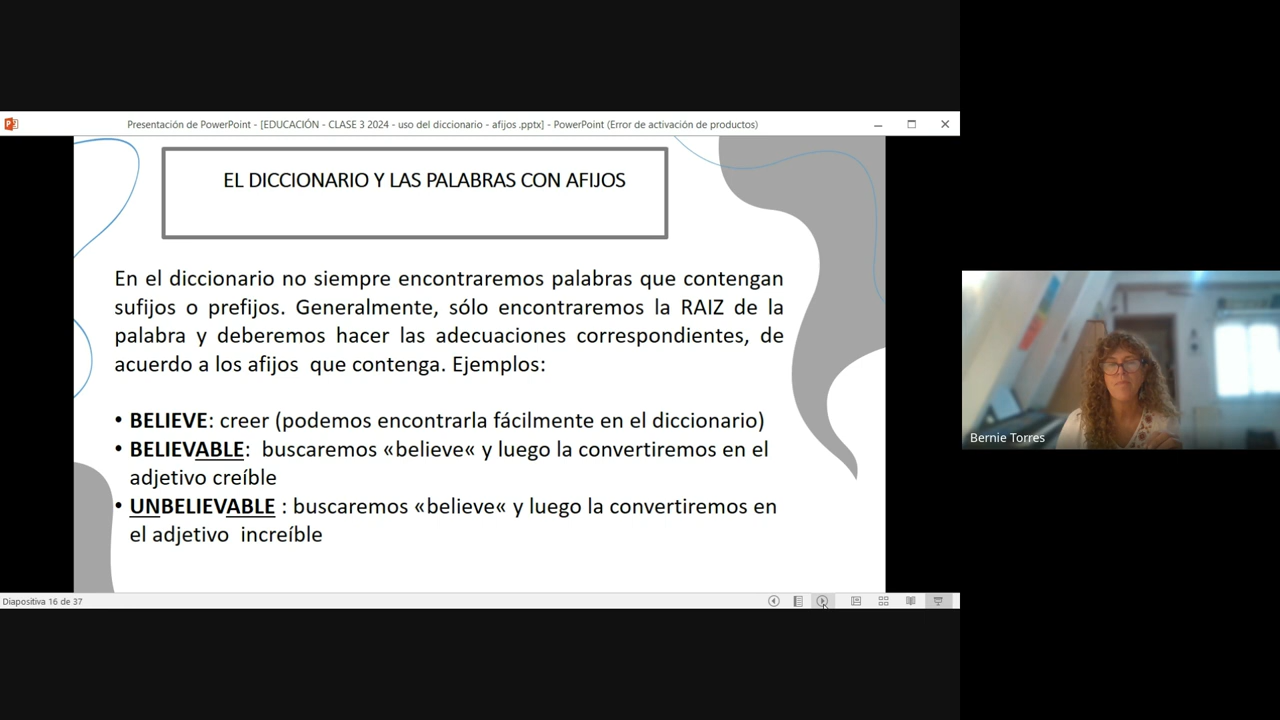 Presentación de PowerPoint - [EDUCACIÓN - CLASE 3 2024 - uso del diccionario - afijos .pptx] - PowerPoint (Error de activación de productos)
EL DICCIONARIO Y LAS PALABRAS CON AFIJOS
En el diccionario no siempre encontraremos palabras que contengan
sufijos o prefijos. Generalmente, sólo encontraremos la RAIZ de la
palabra y deberemos hacer las adecuaciones correspondientes, de
acuerdo a los afijos que contenga. Ejemplos:
• BELIEVE: creer (podemos encontrarla fácilmente en el diccionario)
• BELIEVABLE: buscaremos «believe« y luego la convertiremos en el
adjetivo creíble
• UNBELIEVABLE : buscaremos «believe« y luego la convertiremos en
el adjetivo increíble
Diapositiva 16 de 37
Bernie Torres